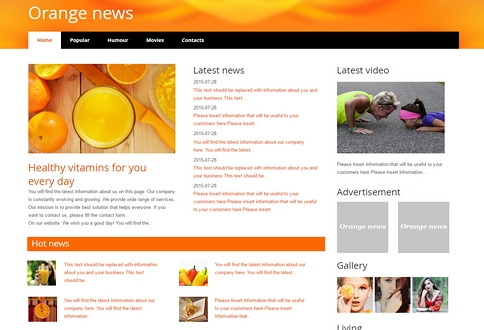 Orange news
Home Popular Humour Movies Contacts
Healthy vitamins for you
every day
You will find the latest information about us on this page. Our company
is constantly evolving and growing. We provide wide range of services.
Our mission is to provide best solution that helps everyone. If you
want to contact us, please fill the contact form ..
On our website. We wish you a good day! You will find the...
Latest news
2015-07-28
This text should be replaced with information about you and
your business This text...
2015-07-28
Please insert information that will be useful to your
customers here Please insert...
2015-07-28
You will find the latest information about our company
here. You will find the latest...
2015-07-28
This text should be replaced with information about you and
your business This text should be...
2015-07-28
Please insert information that will be useful to your
customers here Please insert information that will be useful
to your customers here Please insert...
Latest video
Please insert information that will be useful to your
customers here Please insert information...
Advertisement
Orange news
Orange news
Gallery
Living
Hot news
This text should be replaced with
information about you and your
business This text should be...
You will find the latest information about our
company here. You will find the latest...
You will find the latest information about our
company here. You will find the latest...
Please insert information that will be useful
to your customers here Please insert
information that...